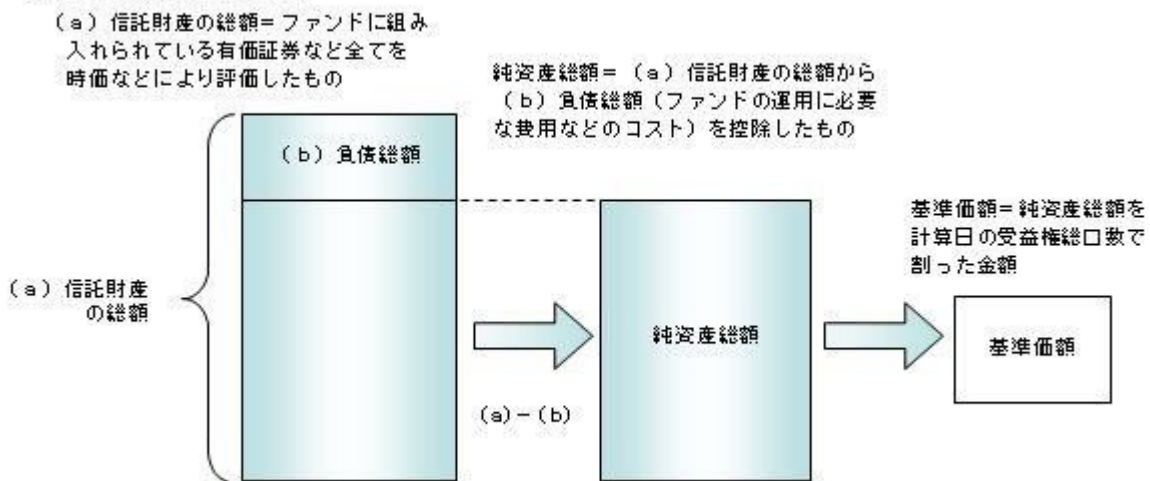 (a)信託財産の総額=ファンドに組み
入れられている有価証券など全てを
時価などにより評価したもの
純資産総額=(a)信託財産の総額から
(b)負債総額(ファンドの運用に必要
な費用などのコスト)を控除したもの
(b)負債総額
基準価額=純資産総額を
計算日の受益権総口数で
割った金額
(a)信託財産
の総額
純資産総額
基準価額
(a)-(b)